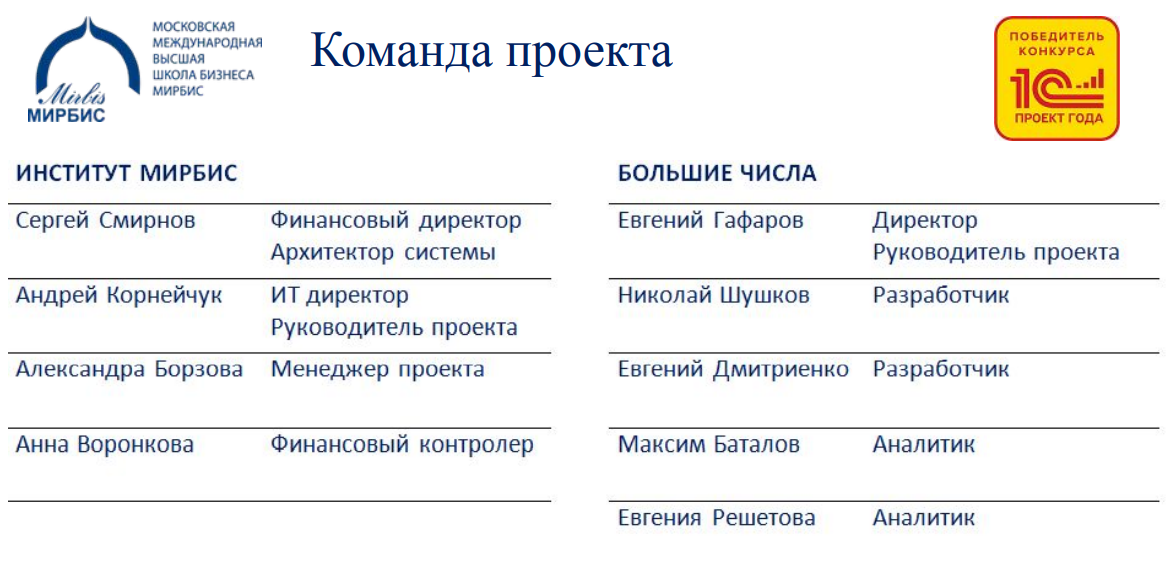 МОСКОВСКАЯ
МЕЖДУНАРОДНАЯ
ВЫСШАЯ
ШКОЛА БИЗНЕСА
МИРБИС
Mirbis
МИРБИС
Команда проекта
ПОБЕДИТЕЛЬ
КОНКУРСА
1С
ПРОЕКТ ГОДА
ИНСТИТУТ МИРБИС
Сергей Смирнов Финансовый директор
Архитектор системы
Андрей Корнейчук ИТ директор
Руководитель проекта
Александра Борзова Менеджер проекта
Анна Воронкова Финансовый контролер
БОЛЬШИЕ ЧИСЛА
Евгений Гафаров Директор
Руководитель проекта
Николай Шушков Разработчик
Евгений Дмитриенко Разработчик
Максим Баталов Аналитик
Евгения Решетова Аналитик